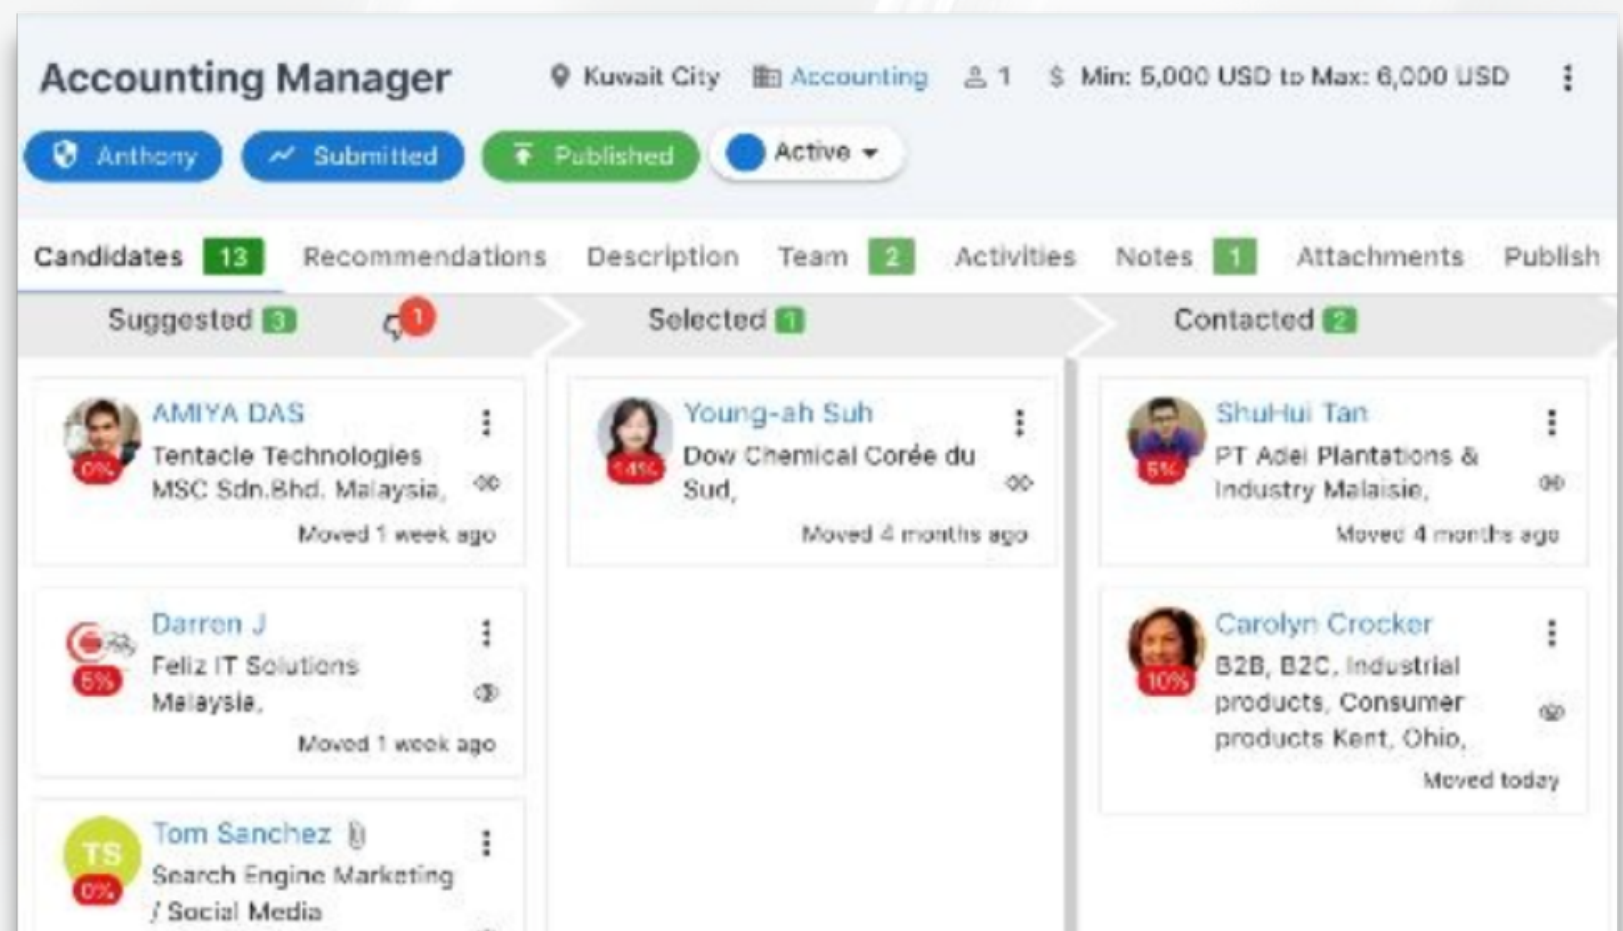 Accounting Manager Kuwait City Accounting 1 $ Min: 5,000 USD to Max: 6,000 USD
Anthony Submitted Published Active
Candidates 13 Recommendations Description Team 2 Activities Notes 1 Attachments Publish
Suggested 3 1
AMIYA DAS
Tentacle Technologies
MSC Sdn.Bhd. Malaysia,
0%
Moved 1 week ago
Darren J
Feliz IT Solutions
Malaysia,
5%
Moved 1 week ago
TS
Tom Sanchez
Search Engine Marketing
/ Social Media
0%
Selected 1
Young-ah Suh
Dow Chemical Corée du
Sud,
14%
Moved 4 months ago
Contacted 2
ShuHui Tan
PT Adei Plantations &
Industry Malaisie,
5%
Moved 4 months ago
Carolyn Crocker
B2B, B2C, Industrial
products, Consumer
products Kent, Ohio,
10%
Moved today